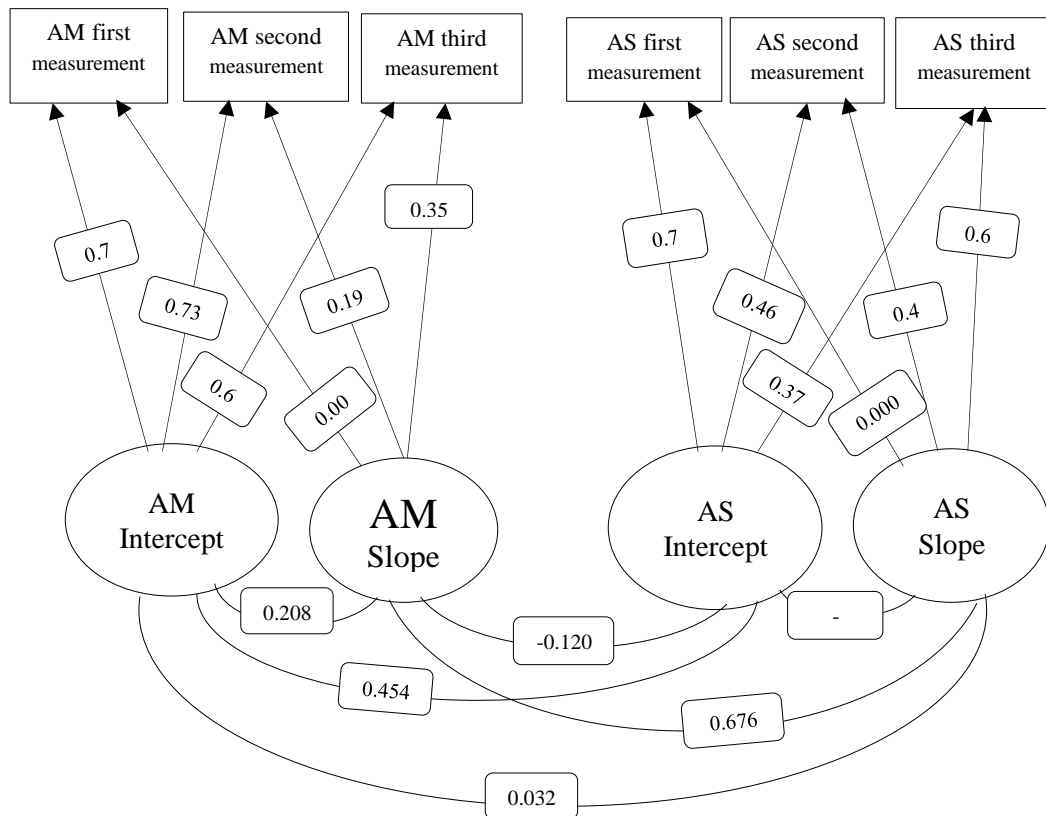 AM first
measurement
AM second
measurement
AM third
measurement
AS first
measurement
AS second
measurement
AS third
measurement
0.7
0.73
0.6
0.00
0.19
0.35
0.7
0.46
0.37
0.000
0.4
0.6
AM
Intercept
AM
Slope
AS
Intercept
AS
Slope
0.208
-0.120
-
0.454
0.676
0.032